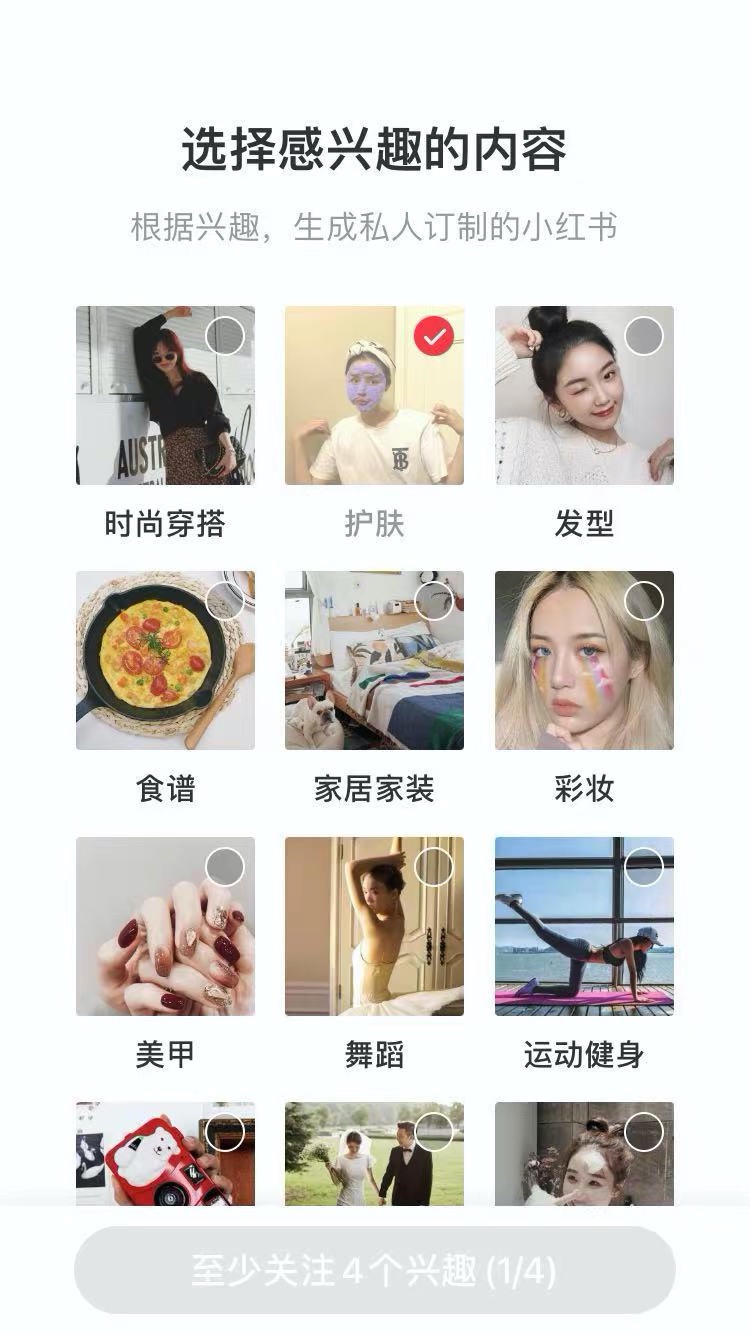 选择感兴趣的内容
根据兴趣，生成私人订制的小红书
AUSTR
时尚穿搭
护肤
发型
食谱
家居家装
彩妆
美甲
舞蹈
运动健身
至少关注4个兴趣 (1/4)